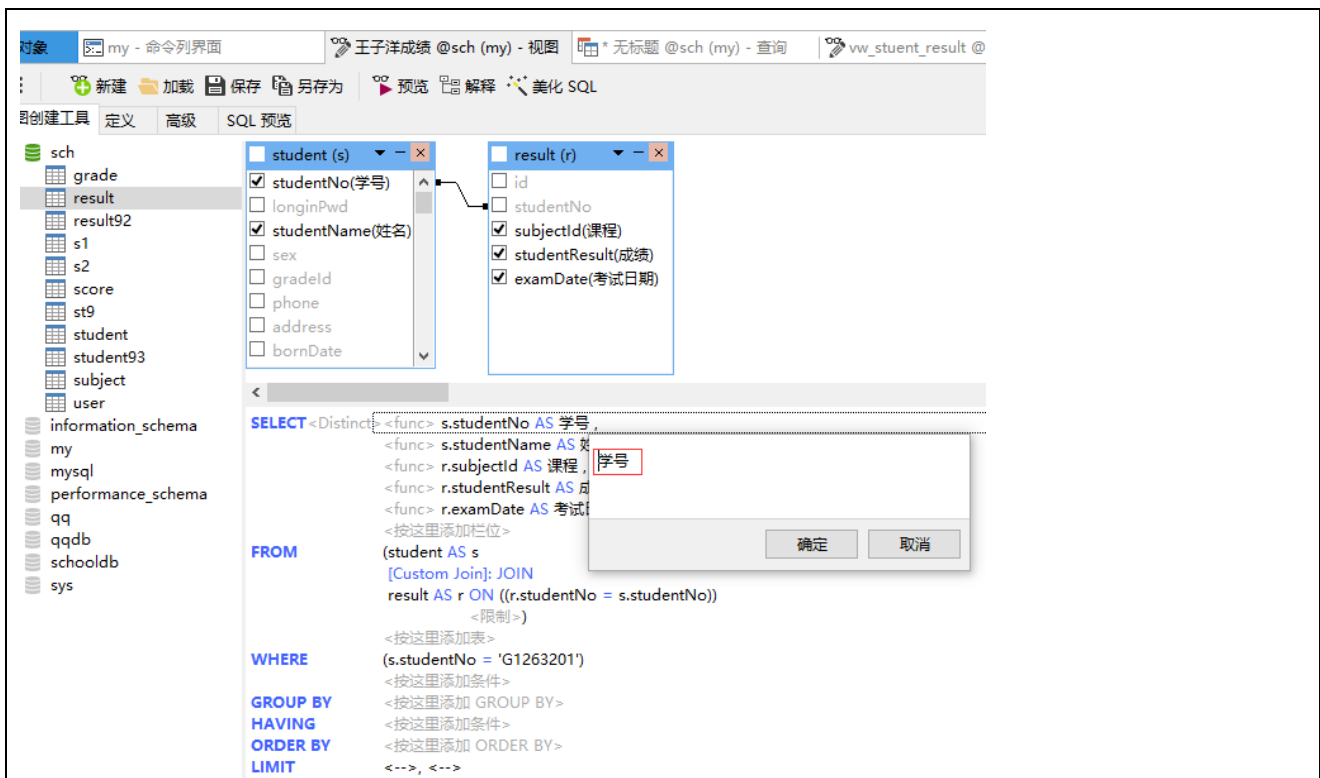 对象 my - 命令列界面 王子洋成绩 @sch (my) - 视图 * 无标题 @sch (my) - 查询 vw_stuent_result @
新建 加载 保存 另存为 预览 解释 美化 SQL
图创建工具 定义 高级 SQL 预览
sch
grade
result
result92
s1
s2
score
st9
student
student93
subject
user
information_schema
my
mysql
performance_schema
qq
qqdb
schooldb
sys
student (s)
studentNo(学号)
longinPwd
studentName(姓名)
sex
gradeId
phone
address
bornDate
result (r)
id
studentNo
subjectId(课程)
studentResult(成绩)
examDate(考试日期)
SELECT <Distinct> <func> s.studentNo AS 学号 ,
<func> s.studentName AS 姓
<func> r.subjectId AS 课程 ,
<func> r.studentResult AS 成
<func> r.examDate AS 考试
<按这里添加栏位>
FROM (student AS s
[Custom Join]: JOIN
result AS r ON ((r.studentNo = s.studentNo))
<限制>)
<按这里添加表>
WHERE (s.studentNo = 'G1263201')
<按这里添加条件>
GROUP BY <按这里添加 GROUP BY>
HAVING <按这里添加条件>
ORDER BY <按这里添加 ORDER BY>
LIMIT <-->, <-->
学号
确定 取消